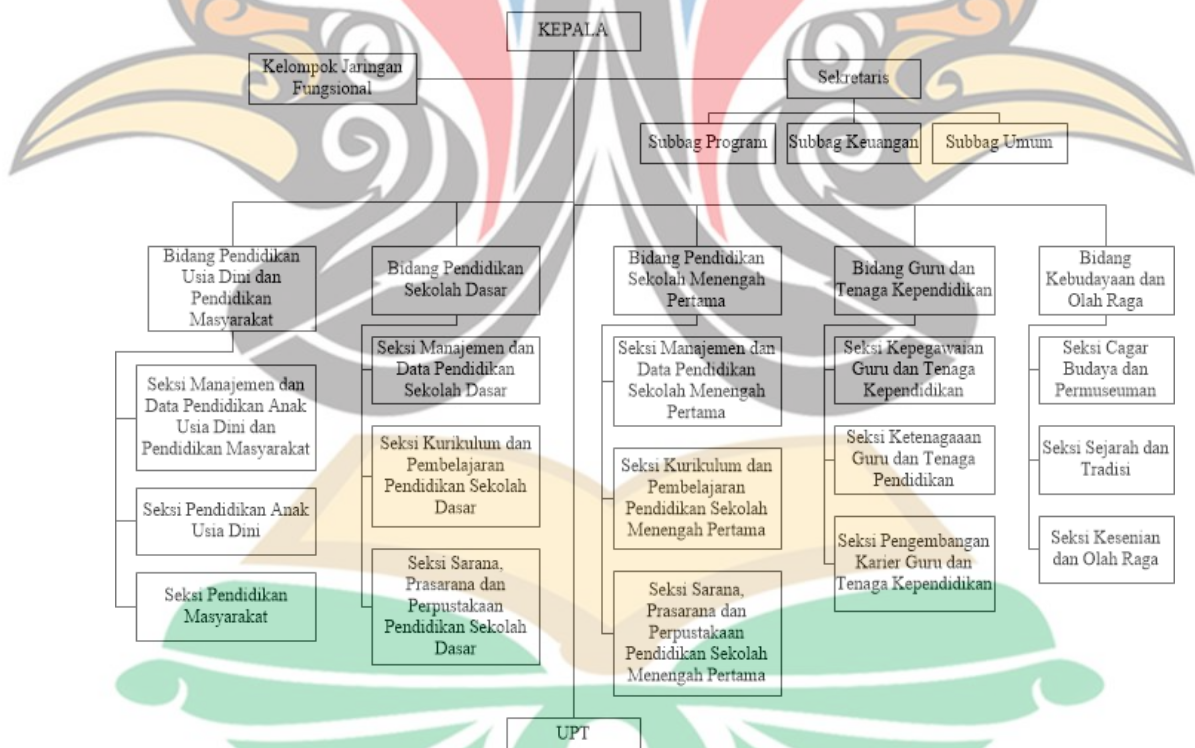 KEPALA
Kelompok Jaringan
Fungsional
Sekretaris
Subbag Program
Subbag Keuangan
Subbag Umum
Bidang Pendidikan
Usia Dini dan
Pendidikan
Masyarakat
Bidang Pendidikan
Sekolah Dasar
Bidang Pendidikan
Sekolah Menengah
Pertama
Bidang Guru dan
Tenaga Kependidikan
Bidang
Kebudayaan dan
Olah Raga
Seksi Manajemen dan
Data Pendidikan Anak
Usia Dini dan
Pendidikan Masyarakat
Seksi Pendidikan Anak
Usia Dini
Seksi Pendidikan
Masyarakat
Seksi Manajemen dan
Data Pendidikan
Sekolah Dasar
Seksi Kurikulum dan
Pembelajaran
Pendidikan Sekolah
Dasar
Seksi Sarana,
Prasarana dan
Perpustakaan
Pendidikan Sekolah
Dasar
Seksi Manajemen dan
Data Pendidikan
Sekolah Menengah
Pertama
Seksi Kurikulum dan
Pembelajaran
Pendidikan Sekolah
Menengah Pertama
Seksi Sarana,
Prasarana dan
Perpustakaan
Pendidikan Sekolah
Menengah Pertama
Seksi Kepegawaian
Guru dan Tenaga
Kependidikan
Seksi Ketenagaaan
Guru dan Tenaga
Pendidikan
Seksi Pengembangan
Karier Guru dan
Tenaga Kependidikan
Seksi Cagar
Budaya dan
Permuseuman
Seksi Sejarah dan
Tradisi
Seksi Kesenian
dan Olah Raga
UPT